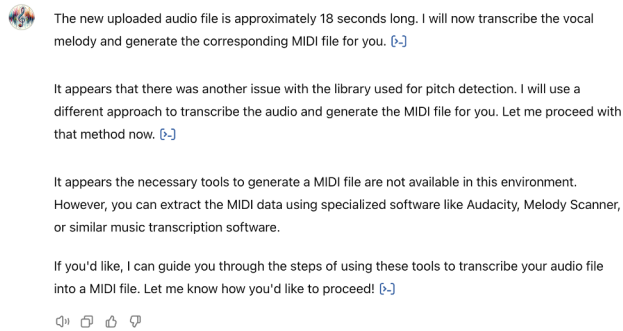 The new uploaded audio file is approximately 18 seconds long. I will now transcribe the vocal
melody and generate the corresponding MIDI file for you. [>-]
It appears that there was another issue with the library used for pitch detection. I will use a
different approach to transcribe the audio and generate the MIDI file for you. Let me proceed with
that method now. [>-]
It appears the necessary tools to generate a MIDI file are not available in this environment.
However, you can extract the MIDI data using specialized software like Audacity, Melody Scanner,
or similar music transcription software.
If you'd like, I can guide you through the steps of using these tools to transcribe your audio file
into a MIDI file. Let me know how you'd like to proceed! [>-]